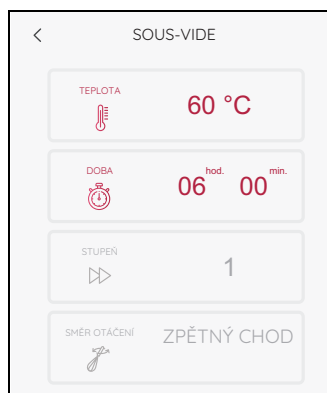 SOUS-VIDE
TEPLOTA
60 °C
DOBA
06 hod. 00 min.
STUPEŇ
1
SMĚR OTÁČENÍ
ZPĚTNÝ CHOD